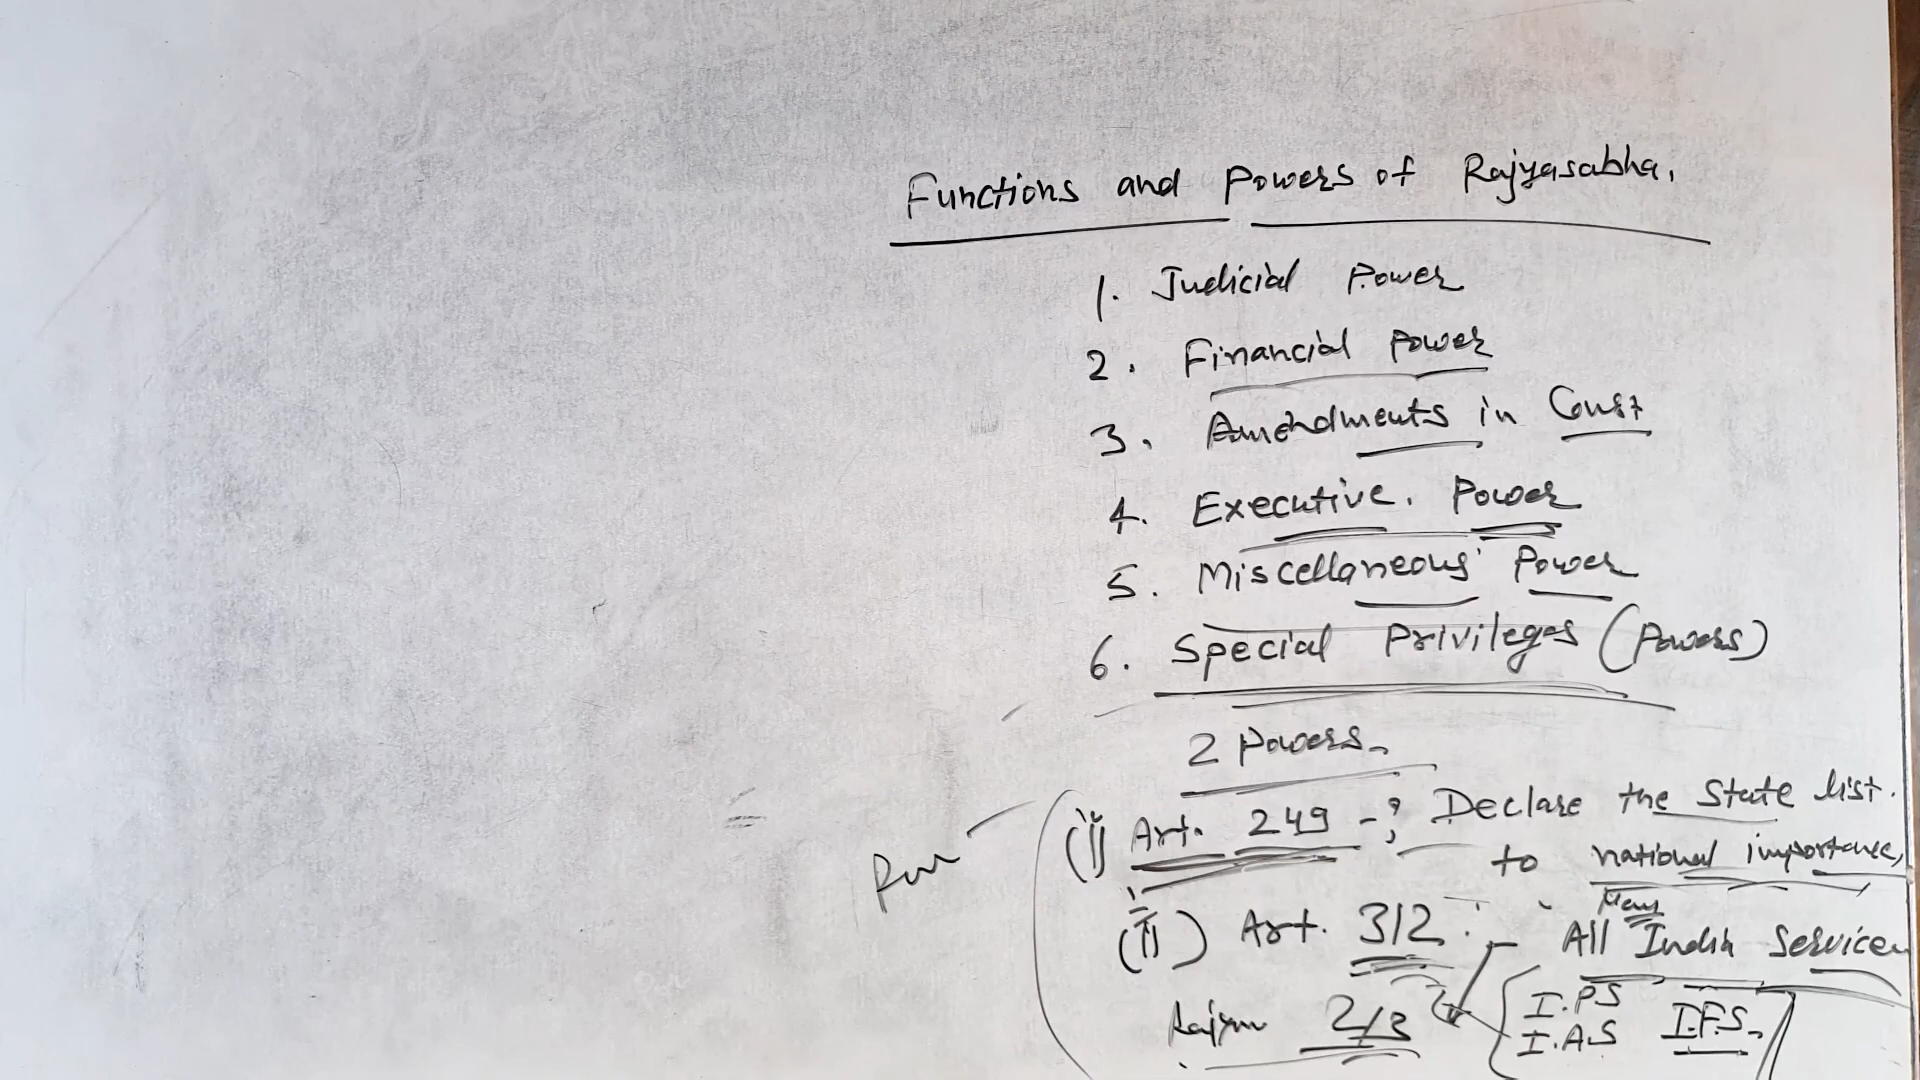 Functions and Powers of Rajyasabha.
1. Judicial Power
2. Financial Power
3. Amendments in Const
4. Executive. Power
5. Miscellaneous Power
6. Special Privileges (Powers)
2 Powers.
(i) Art. 249 - Declare the State list.
to national importance,
(ii) Art. 312 : - All India Services
2/3
I.PS
I.A.S I.F.S.